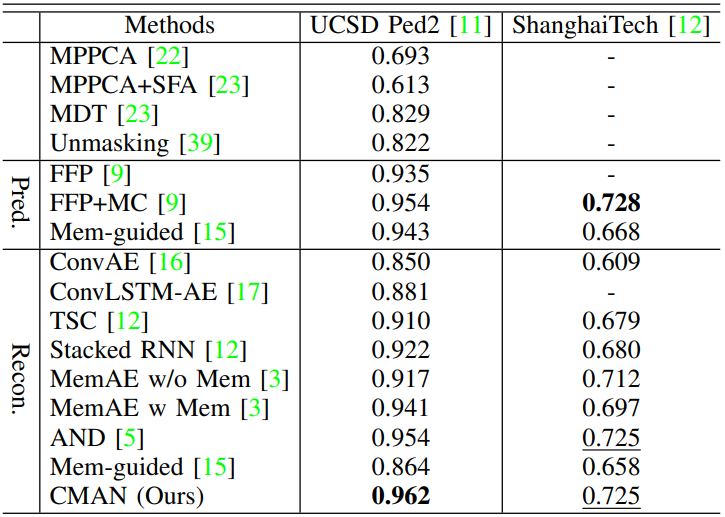 Methods UCSD Ped2 [11] ShanghaiTech [12]
MPPCA [22] 0.693 -
MPPCA+SFA [23] 0.613 -
MDT [23] 0.829 -
Unmasking [39] 0.822 -
Pred.
FFP [9] 0.935 -
FFP+MC [9] 0.954 0.728
Mem-guided [15] 0.943 0.668
Recon.
ConvAE [16] 0.850 0.609
ConvLSTM-AE [17] 0.881 -
TSC [12] 0.910 0.679
Stacked RNN [12] 0.922 0.680
MemAE w/o Mem [3] 0.917 0.712
MemAE w Mem [3] 0.941 0.697
AND [5] 0.954 0.725
Mem-guided [15] 0.864 0.658
CMAN (Ours) 0.962 0.725